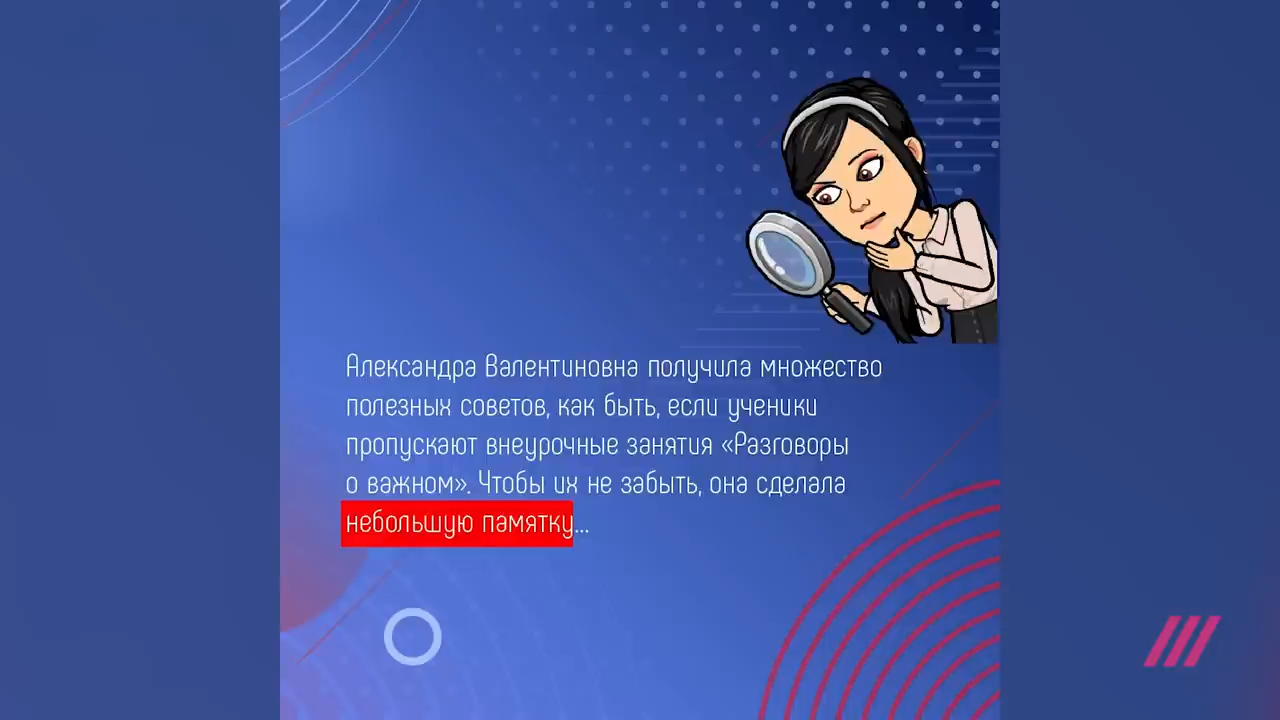 Александра Валентиновна получила множество
полезных советов, как быть, если ученики
пропускают внеурочные занятия «Разговоры
о важном». Чтобы их не забыть, она сделала
небольшую памятку...